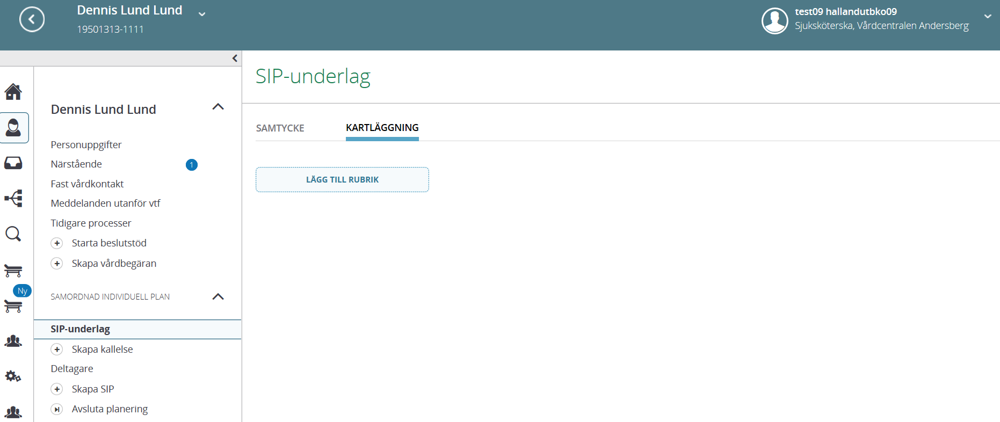 Dennis Lund Lund
19501313-1111
test09 hallandutbko09
Sjuksköterska, Vårdcentralen Andersberg
Dennis Lund Lund
Personuppgifter
Närstående 1
Fast vårdkontakt
Meddelanden utanför vtf
Tidigare processer
Starta beslutstöd
Skapa vårdbegäran
Ny
SAMORDNAD INDIVIDUELL PLAN
SIP-underlag
Skapa kallelse
Deltagare
Skapa SIP
Avsluta planering
SIP-underlag
SAMTYCKE KARTLÄGGNING
LÄGG TILL RUBRIK